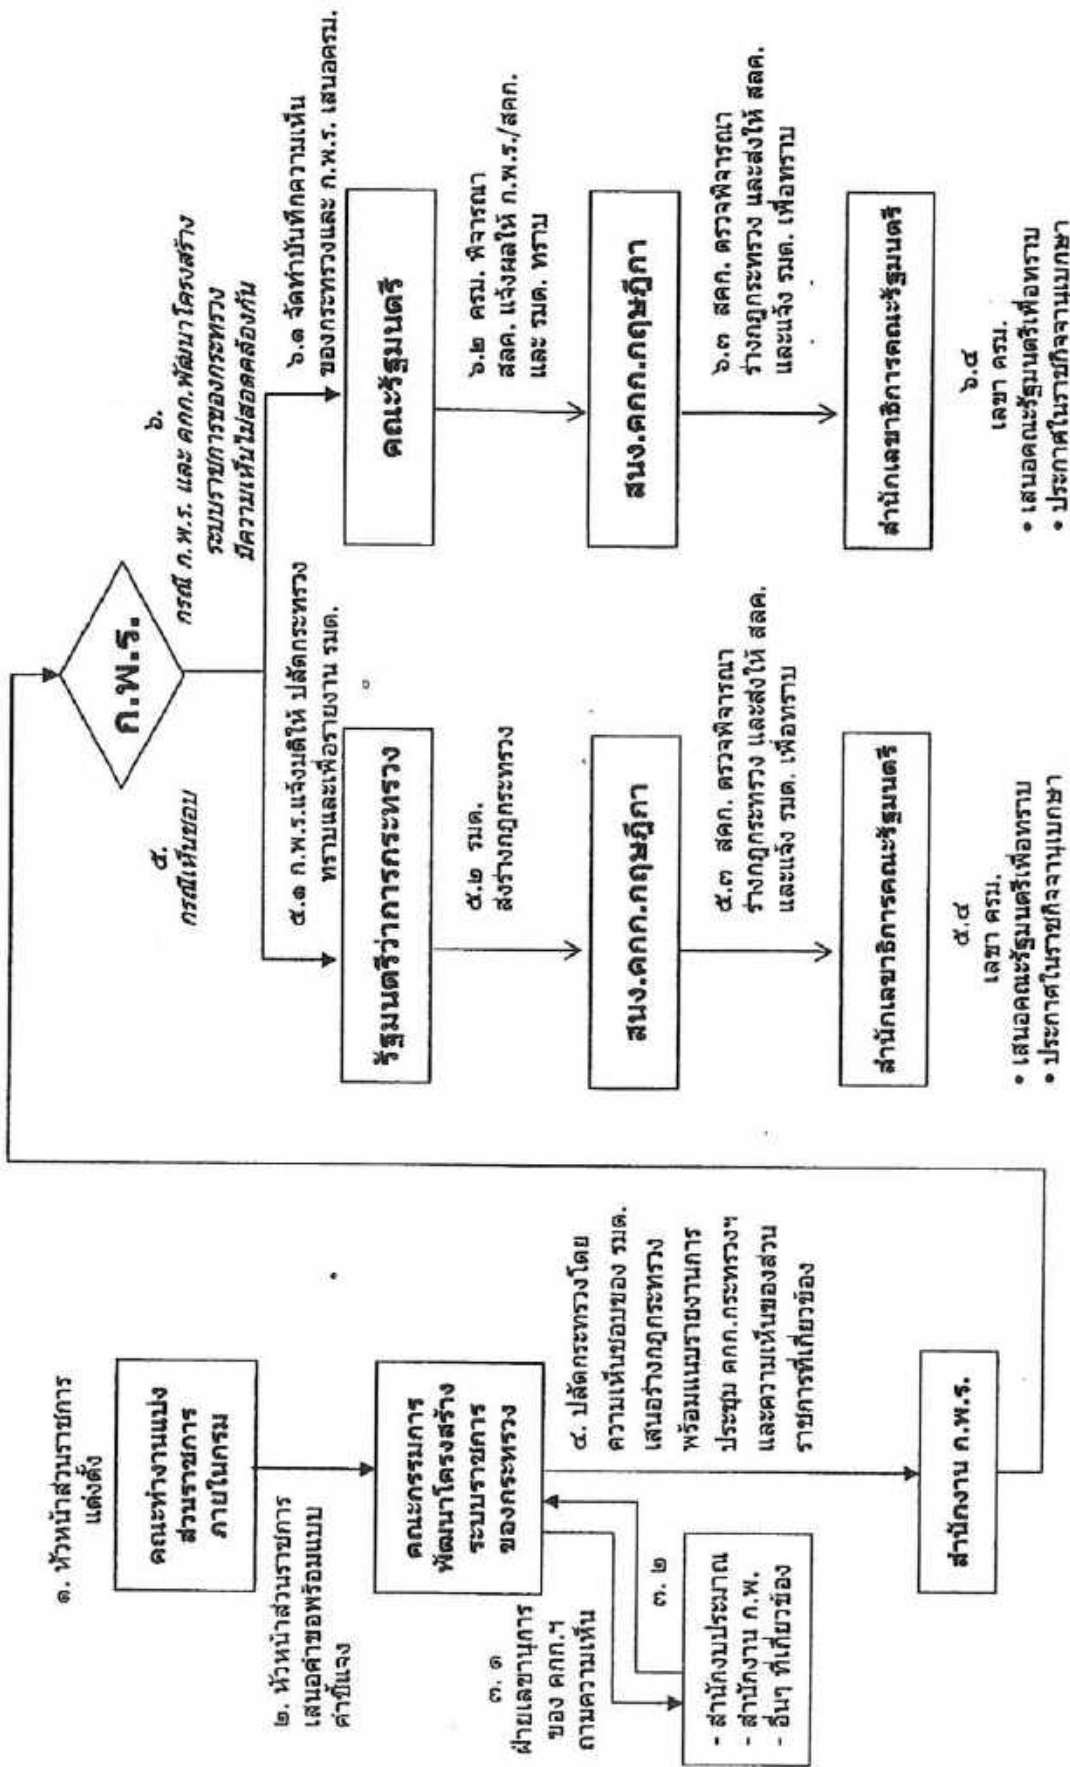 ๑. หัวหน้าส่วนราชการ
แต่งตั้ง
คณะทำงานแบ่ง
ส่วนราชการ
ภายในกรม
๒. หัวหน้าส่วนราชการ
เสนอคำขอพร้อมแบบ
คำชี้แจง
คณะกรรมการ
พัฒนาโครงสร้าง
ระบบราชการ
ของกระทรวง
๓. ๑
ฝ่ายเลขานุการ
ของ คกก.ฯ
ถามความเห็น
๓. ๒
- สำนักงบประมาณ
- สำนักงาน ก.พ.
- อื่นๆ ที่เกี่ยวข้อง
๔. ปลัดกระทรวงโดย
ความเห็นชอบของ รมต.
เสนอร่างกฎกระทรวง
พร้อมแนบรายงานการ
ประชุม คกก.กระทรวงฯ
และความเห็นของส่วน
ราชการที่เกี่ยวข้อง
สำนักงาน ก.พ.ร.
ก.พ.ร.
๕.
กรณีเห็นชอบ
๕.๑ ก.พ.ร.แจ้งมติให้ ปลัดกระทรวง
ทราบและเพื่อรายงาน รมต.
รัฐมนตรีว่าการกระทรวง
๕.๒ รมต.
ส่งร่างกฎกระทรวง
สนง.คกก.กฤษฎีกา
๕.๓ สคก. ตรวจพิจารณา
ร่างกฎกระทรวง และส่งให้ สลค.
และแจ้ง รมต. เพื่อทราบ
สำนักเลขาธิการคณะรัฐมนตรี
๕.๔
เลขา ครม.
• เสนอคณะรัฐมนตรีเพื่อทราบ
• ประกาศในราชกิจจานุเบกษา
๖.
กรณี ก.พ.ร. และ คกก.พัฒนาโครงสร้าง
ระบบราชการของกระทรวง
มีความเห็นไม่สอดคล้องกัน
๖.๑ จัดทำบันทึกความเห็น
ของกระทรวงและ ก.พ.ร. เสนอครม.
คณะรัฐมนตรี
๖.๒ ครม. พิจารณา
สลค. แจ้งผลให้ ก.พ.ร./สคก.
และ รมต. ทราบ
สนง.คกก.กฤษฎีกา
๖.๓ สคก. ตรวจพิจารณา
ร่างกฎกระทรวง และส่งให้ สลค.
และแจ้ง รมต. เพื่อทราบ
สำนักเลขาธิการคณะรัฐมนตรี
๖.๔
เลขา ครม.
• เสนอคณะรัฐมนตรีเพื่อทราบ
• ประกาศในราชกิจจานเบกษา